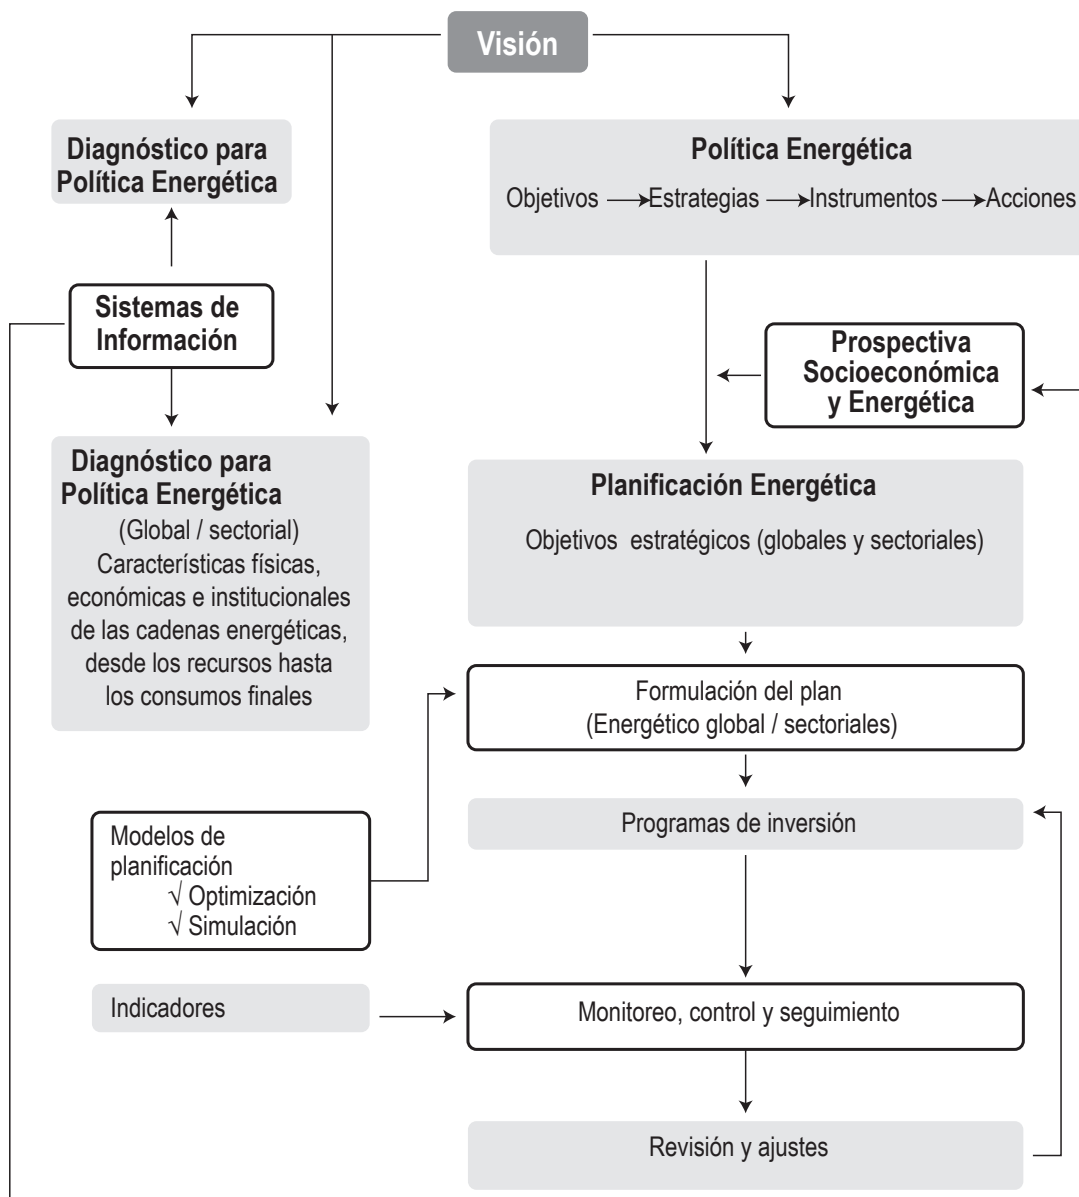 Visión
Diagnóstico para
Política Energética
Política Energética
Objetivos Estrategias Instrumentos Acciones
Sistemas de
Información
Prospectiva
Socioeconómica
y Energética
Diagnóstico para
Política Energética
(Global / sectorial)
Características físicas,
económicas e institucionales
de las cadenas energéticas,
desde los recursos hasta
los consumos finales
Planificación Energética
Objetivos estratégicos (globales y sectoriales)
Formulación del plan
(Energético global / sectoriales)
Programas de inversión
Modelos de
planificación
√ Optimización
√ Simulación
Indicadores
Monitoreo, control y seguimiento
Revisión y ajustes